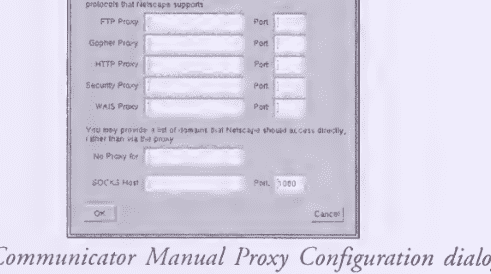 protocols that Netscape supports
FTP Proxy Port
Gopher Proxy Port
HTTP Proxy Port
Security Proxy Port
WAIS Proxy Port
You may provide a list of domains that Netscape should access directly,
rather than via the proxy
No Proxy for
SOCKS Host Port: 1080
OK Cancel
Communicator Manual Proxy Configuration dialo